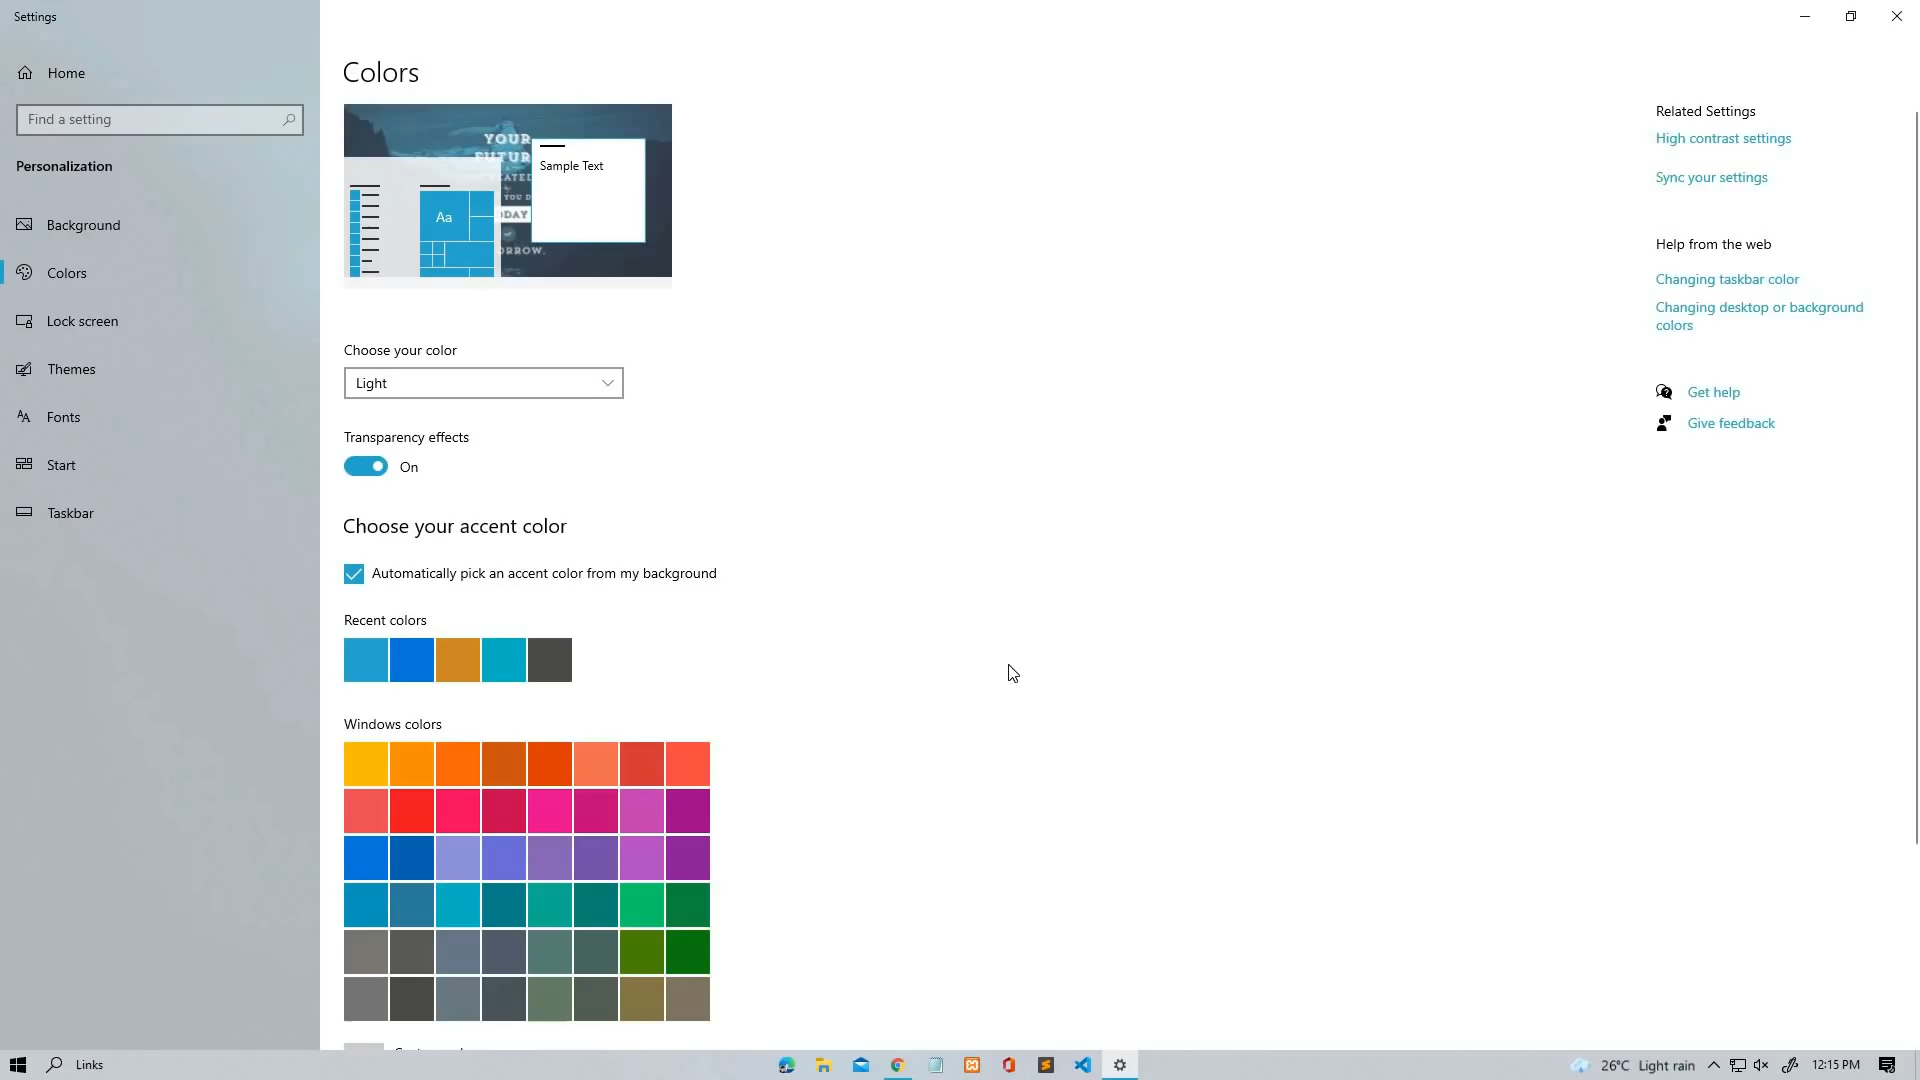 Settings
Home
Find a setting
Personalization
Background
Colors
Lock screen
Themes
Fonts
Start
Taskbar
Colors
YOUR
FUTUR
Sample Text
Aa
Choose your color
Light
Transparency effects
On
Choose your accent color
Automatically pick an accent color from my background
Recent colors
Windows colors
Related Settings
High contrast settings
Sync your settings
Help from the web
Changing taskbar color
Changing desktop or background
colors
Get help
Give feedback
Links
26°C Light rain
12:15 PM